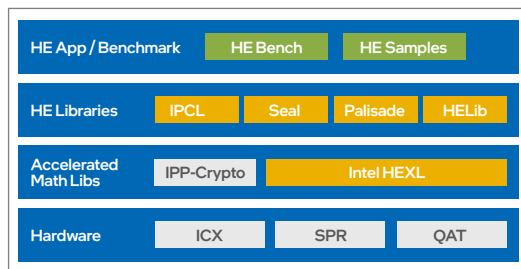 HE App / Benchmark HE Bench HE Samples
HE Libraries IPCL Seal Palisade HELib
Accelerated
Math Libs IPP-Crypto Intel HEXL
Hardware ICX SPR QAT